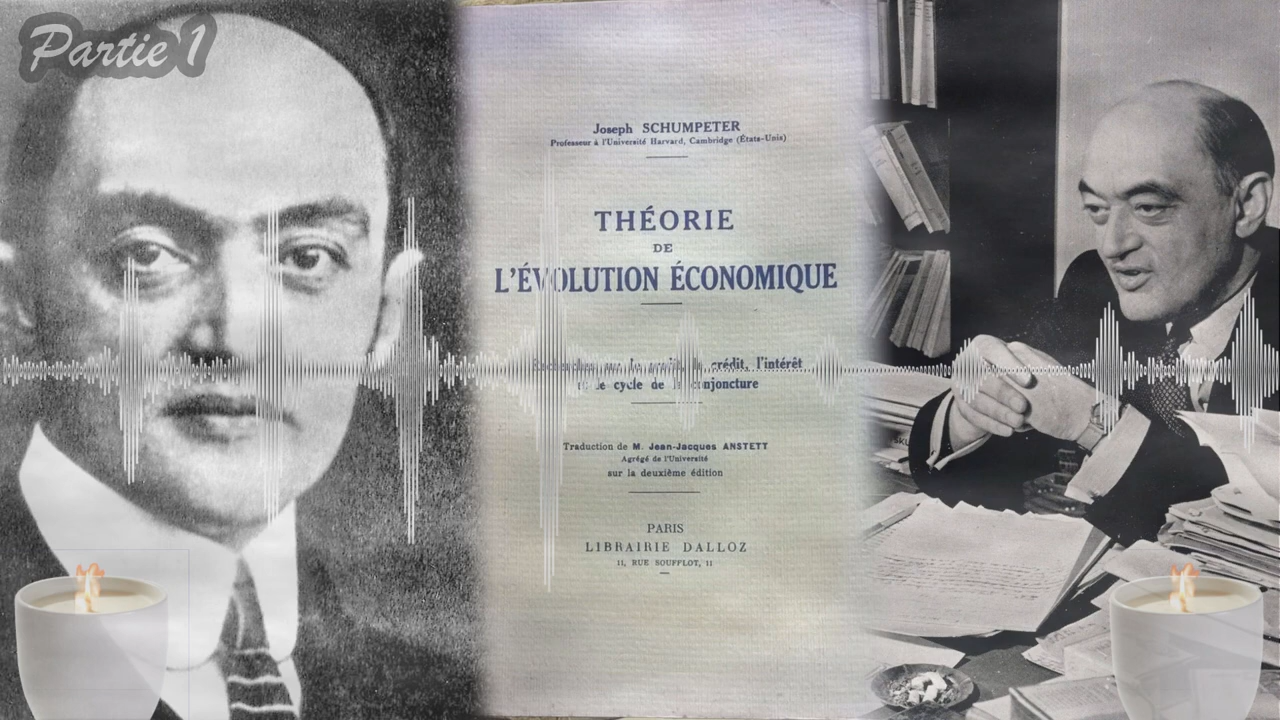 Partie 1
Joseph SCHUMPETER
Professeur à l'Université Harvard, Cambridge (États-Unis)
THÉORIE
DE
L'ÉVOLUTION ÉCONOMIQUE
crédit, l'intérêt
le cycle de la conjoncture
Traduction de M. Jean-Jacques ANSTETT
Agrégé de l'Université
sur la deuxième édition
PARIS
LIBRAIRIE DALLOZ
11, RUE SOUFFLOT, 11